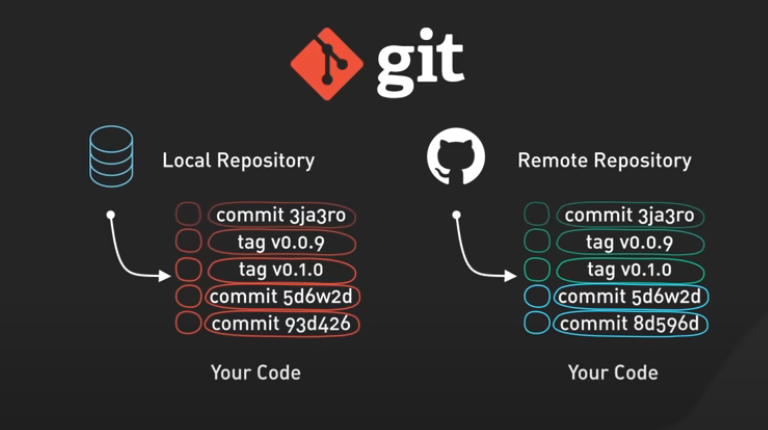 git
Local Repository
commit 3ja3ro
tag v0.0.9
tag v0.1.0
commit 5d6w2d
commit 93d426
Your Code
Remote Repository
commit 3ja3ro
tag v0.0.9
tag v0.1.0
commit 5d6w2d
commit 8d596d
Your Code